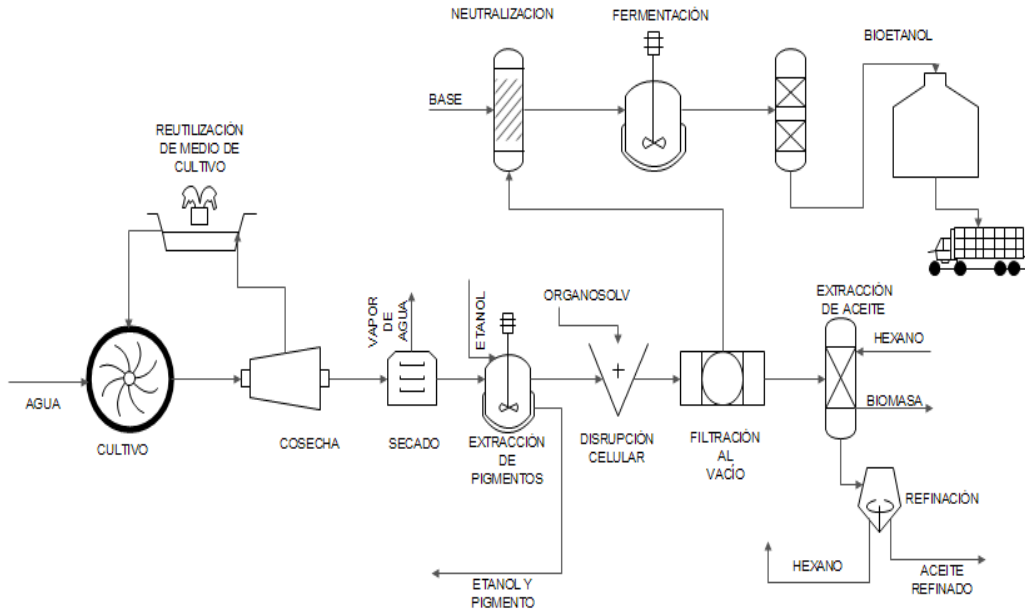 NEUTRALIZACION
FERMENTACIÓN
BIOETANOL
BASE
REUTILIZACIÓN
DE MEDIO DE
CULTIVO
VAPOR
DE
AGUA
ETANOL
ORGANOSOLV
EXTRACCIÓN
DE ACEITE
HEXANO
BIOMASA
AGUA
CULTIVO
COSECHA
SECADO
EXTRACCIÓN
DE
PIGMENTOS
DISRUPCIÓN
CELULAR
FILTRACIÓN
AL
VACÍO
REFINACIÓN
HEXANO
ACEITE
REFINADO
ETANOL Y
PIGMENTO